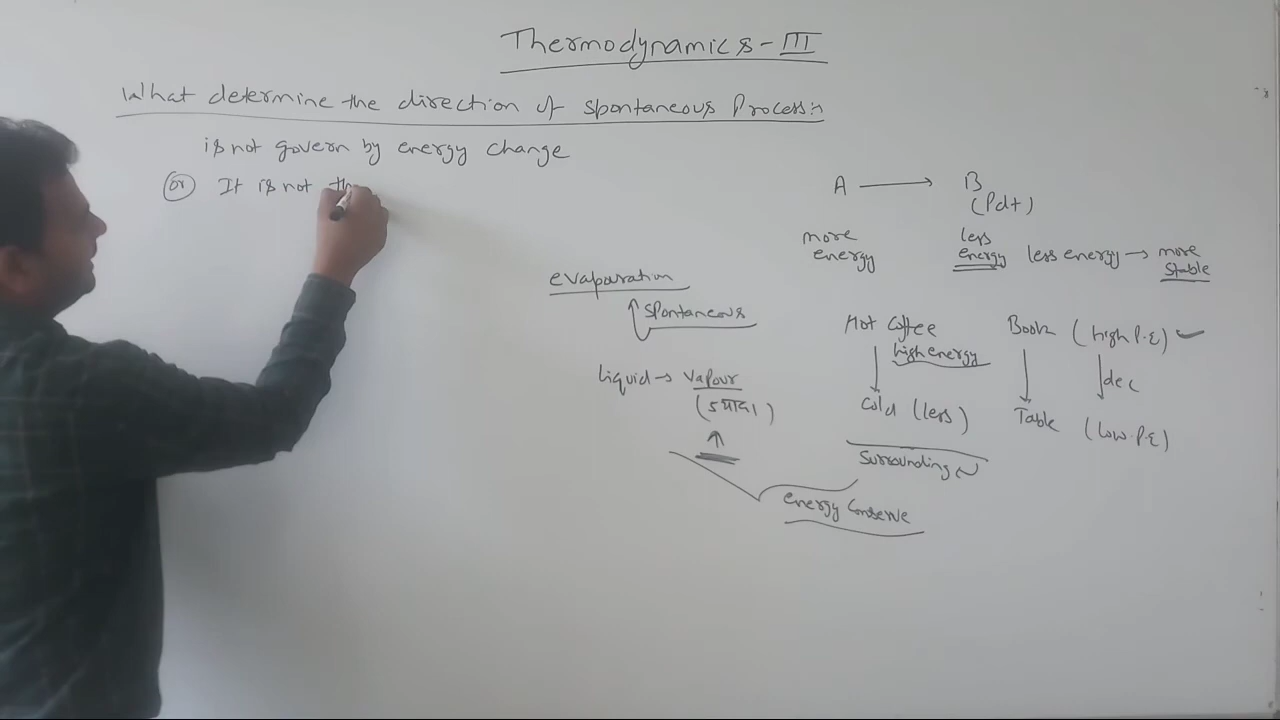 Thermodynamics - III
What determine the direction of spontaneous Process :-
is not govern by energy change
(or) It is not th
A → B
(Pdt)
more energy
less energy
less energy → more stable
evaporation
↑ spontaneous
liquid → vapour
(ज्यादा)
↑
Hot Coffee
high energy
↓
Cold (less)
Surrounding
Book (high P.E) ✓
↓ ↓ dec
Table (low P.E)
energy conserve